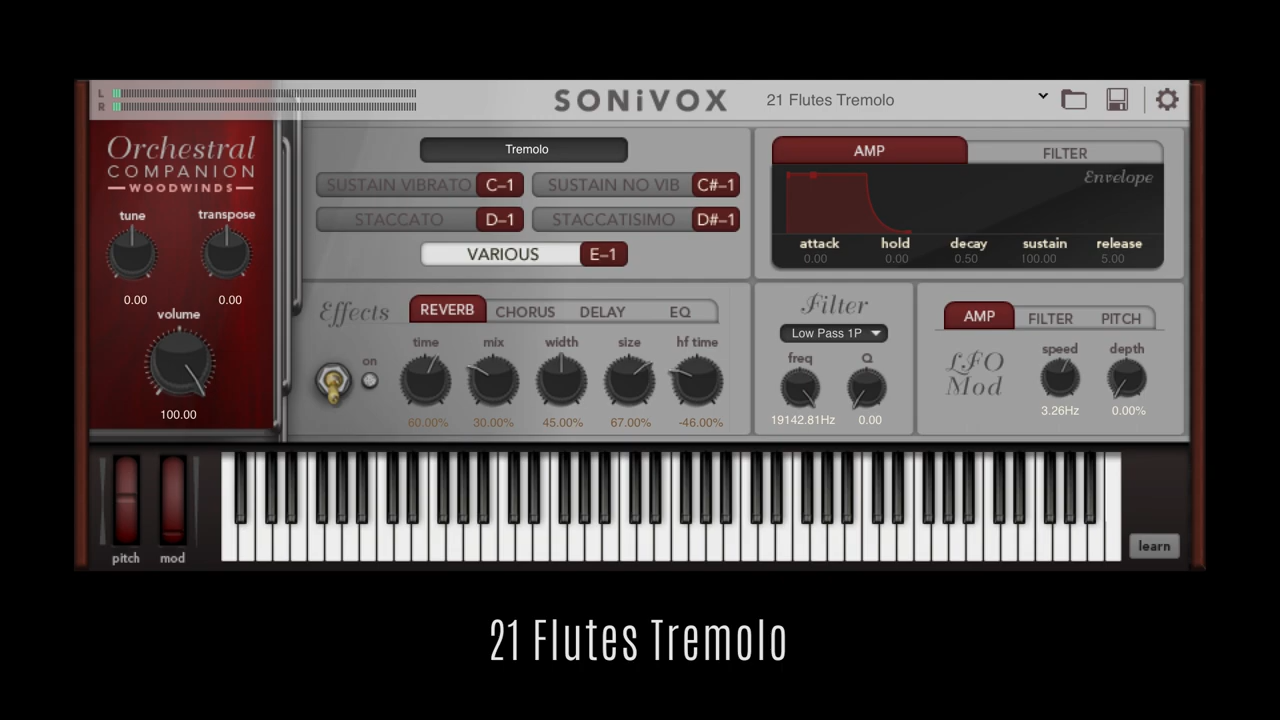 L
R
SONiVOX
21 Flutes Tremolo
Orchestral
COMPANION
WOODWINDS
tune
transpose
0.00
0.00
volume
100.00
Tremolo
SUSTAIN VIBRATO C–1
SUSTAIN NO VIB C#–1
STACCATO D–1
STACCATISIMO D#–1
VARIOUS E–1
AMP
FILTER
Envelope
attack hold decay sustain release
0.00 0.00 0.50 100.00 5.00
Effects
REVERB CHORUS DELAY EQ
on
time mix width size hf time
60.00% 30.00% 45.00% 67.00% -46.00%
Filter
Low Pass 1P
freq Q
19142.81Hz 0.00
AMP FILTER PITCH
LFO
Mod
speed depth
3.26Hz 0.00%
pitch mod
learn
21 Flutes Tremolo